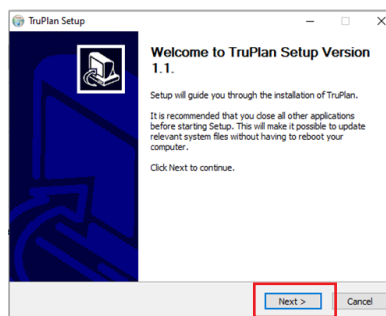 TruPlan Setup
Welcome to TruPlan Setup Version
1.1.
Setup will guide you through the installation of TruPlan.
It is recommended that you close all other applications
before starting Setup. This will make it possible to update
relevant system files without having to reboot your
computer.
Click Next to continue.
Next >
Cancel